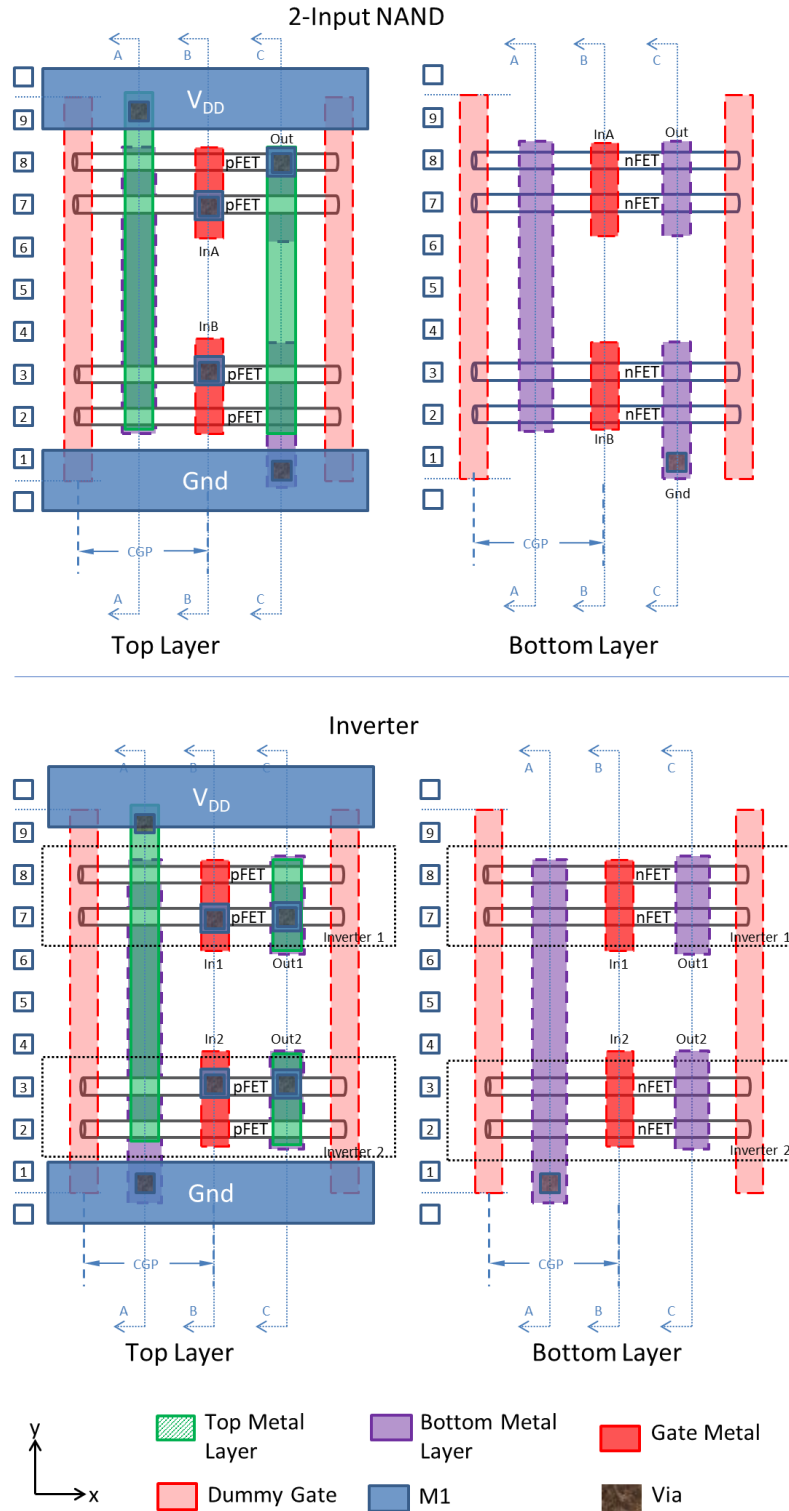 2-Input NAND
A
B
C
A
B
C
VDD
9
9
Out
InA
Out
8
pFET
8
nFET
7
pFET
7
nFET
6
InA
6
5
5
4
InB
4
3
pFET
3
nFET
2
pFET
2
nFET
InB
1
Gnd
1
Gnd
CGP
CGP
A
B
C
A
B
C
Top Layer
Bottom Layer
Inverter
A
B
C
A
B
C
VDD
9
9
8
pFET
8
nFET
7
pFET
7
nFET
Inverter 1
Inverter 1
6
In1
Out1
6
In1
Out1
5
5
4
In2
Out2
4
In2
Out2
3
pFET
3
nFET
2
pFET
2
nFET
Inverter 2
Inverter 2
1
Gnd
1
CGP
CGP
A
B
C
A
B
C
Top Layer
Bottom Layer
y
x
Top Metal
Layer
Bottom Metal
Layer
Gate Metal
Dummy Gate
M1
Via